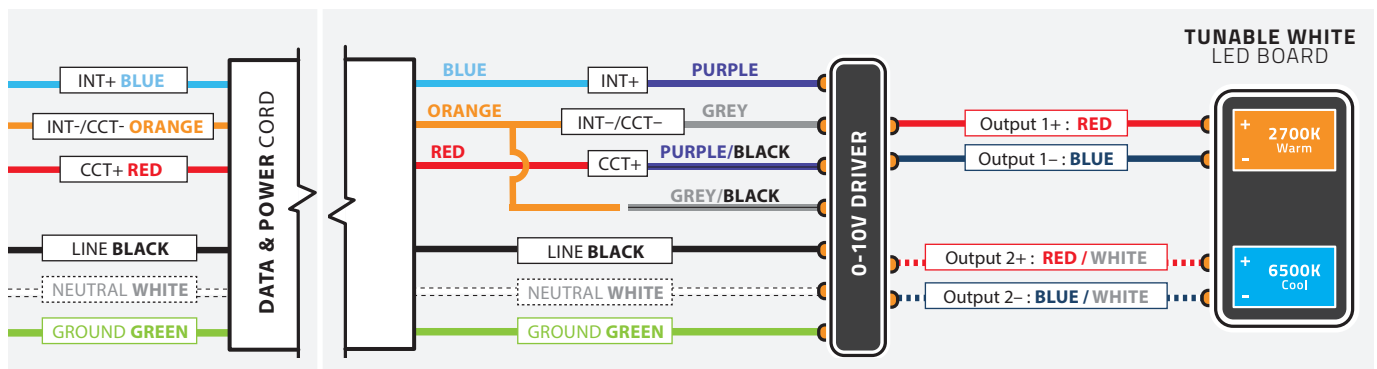 TUNABLE WHITE
LED BOARD
INT+ BLUE
INT-/CCT- ORANGE
CCT+ RED
LINE BLACK
NEUTRAL WHITE
GROUND GREEN
DATA & POWER CORD
BLUE
INT+
PURPLE
ORANGE
INT–/CCT–
GREY
RED
CCT+
PURPLE/BLACK
GREY/BLACK
LINE BLACK
NEUTRAL WHITE
GROUND GREEN
0-10V DRIVER
Output 1+ : RED
Output 1– : BLUE
Output 2+ : RED / WHITE
Output 2– : BLUE / WHITE
+
2700K
Warm
-
+
6500K
Cool
-